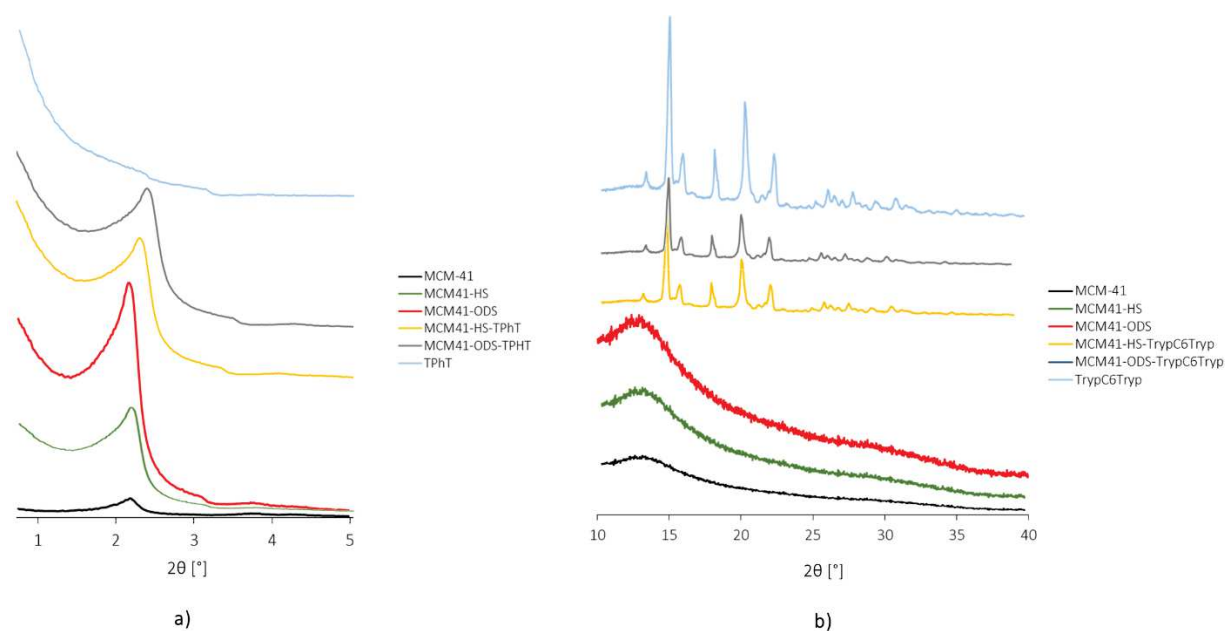 MCM-41
MCM41-HS
MCM41-ODS
MCM41-HS-TPhT
MCM41-ODS-TPHT
TPhT
1 2 3 4 5
2θ [°]
a)
MCM-41
MCM41-HS
MCM41-ODS
MCM41-HS-TrypC6Tryp
MCM41-ODS-TrypC6Tryp
TrypC6Tryp
10 15 20 25 30 35 40
2θ [°]
b)